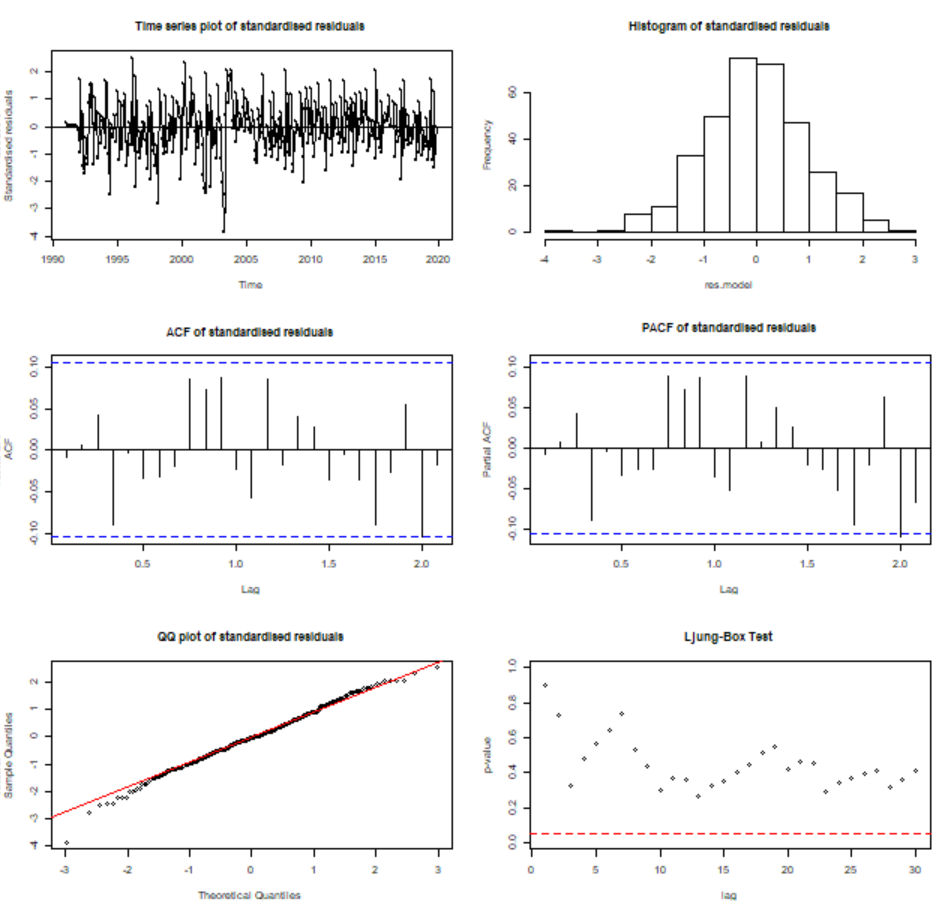 Time series plot of standardised residuals
Standardised residuals
2
1
0
-1
-2
-3
-4
1990 1995 2000 2005 2010 2015 2020
Time
Histogram of standardised residuals
Frequency
60
40
20
0
-4 -3 -2 -1 0 1 2 3
res.model
ACF of standardised residuals
ACF
0.10
0.05
0.00
-0.05
-0.10
0.5 1.0 1.5 2.0
Lag
PACF of standardised residuals
Partial ACF
0.10
0.05
0.00
-0.05
-0.10
0.5 1.0 1.5 2.0
Lag
QQ plot of standardised residuals
Sample Quantiles
2
1
0
-1
-2
-3
-4
-3 -2 -1 0 1 2 3
Theoretical Quantiles
Ljung-Box Test
p-value
1.0
0.8
0.6
0.4
0.2
0.0
0 5 10 15 20 25 30
lag